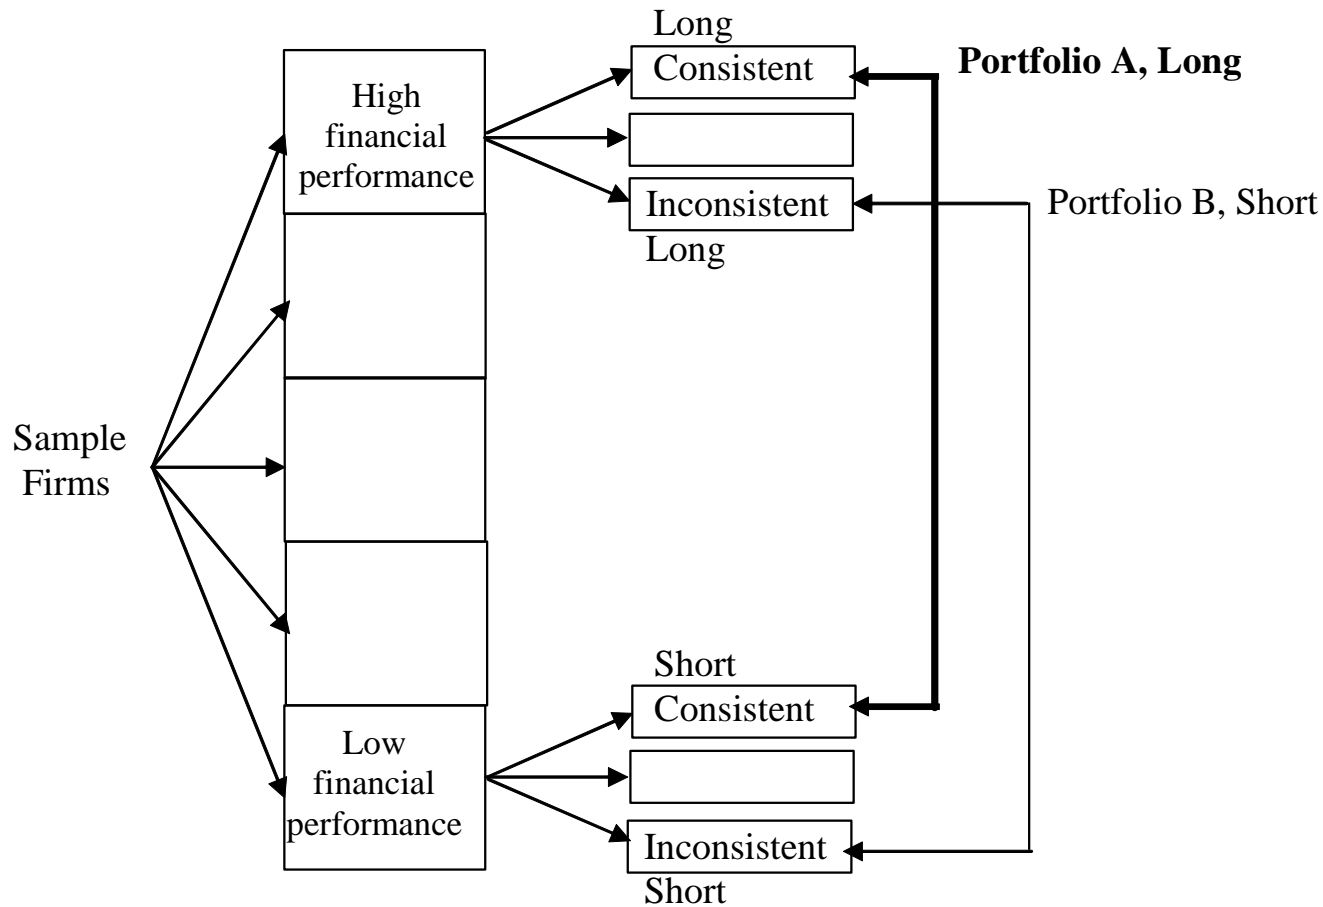 Long
Consistent
Portfolio A, Long
High
financial
performance
Inconsistent
Long
Portfolio B, Short
Sample
Firms
Short
Consistent
Low
financial
performance
Inconsistent
Short